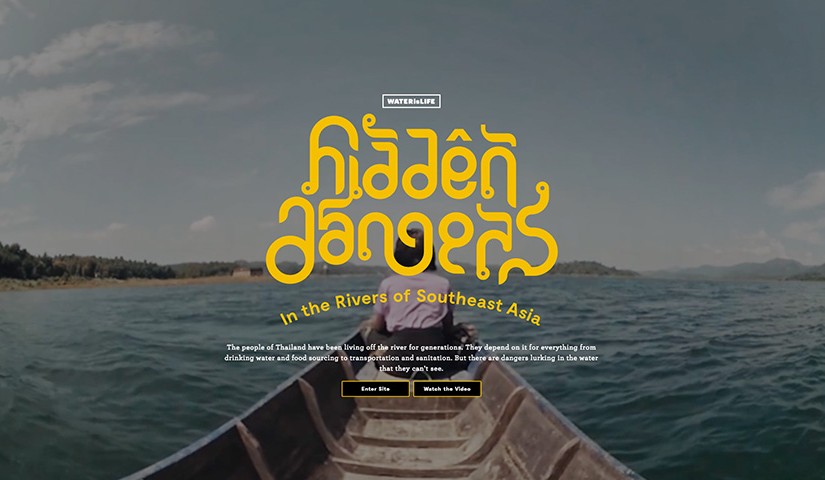 WATERisLIFE
hidden
dangers
In the Rivers of Southeast Asia
The people of Thailand have been living off the river for generations. They depend on it for everything from
drinking water and food sourcing to transportation and sanitation. But there are dangers lurking in the water
that they can't see.
Enter Site
Watch the Video